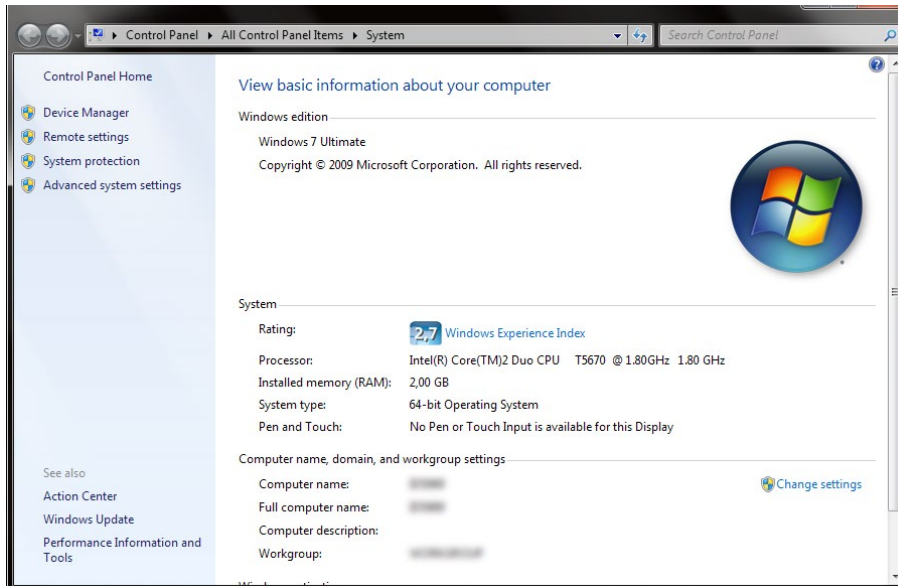 Control Panel ▸ All Control Panel Items ▸ System
Search Control Panel
Control Panel Home
Device Manager
Remote settings
System protection
Advanced system settings
See also
Action Center
Windows Update
Performance Information and
Tools
View basic information about your computer
Windows edition
Windows 7 Ultimate
Copyright © 2009 Microsoft Corporation. All rights reserved.
System
Rating: 2,7 Windows Experience Index
Processor: Intel(R) Core(TM)2 Duo CPU T5670 @ 1.80GHz 1.80 GHz
Installed memory (RAM): 2,00 GB
System type: 64-bit Operating System
Pen and Touch: No Pen or Touch Input is available for this Display
Computer name, domain, and workgroup settings
Computer name:
Change settings
Full computer name:
Computer description:
Workgroup: